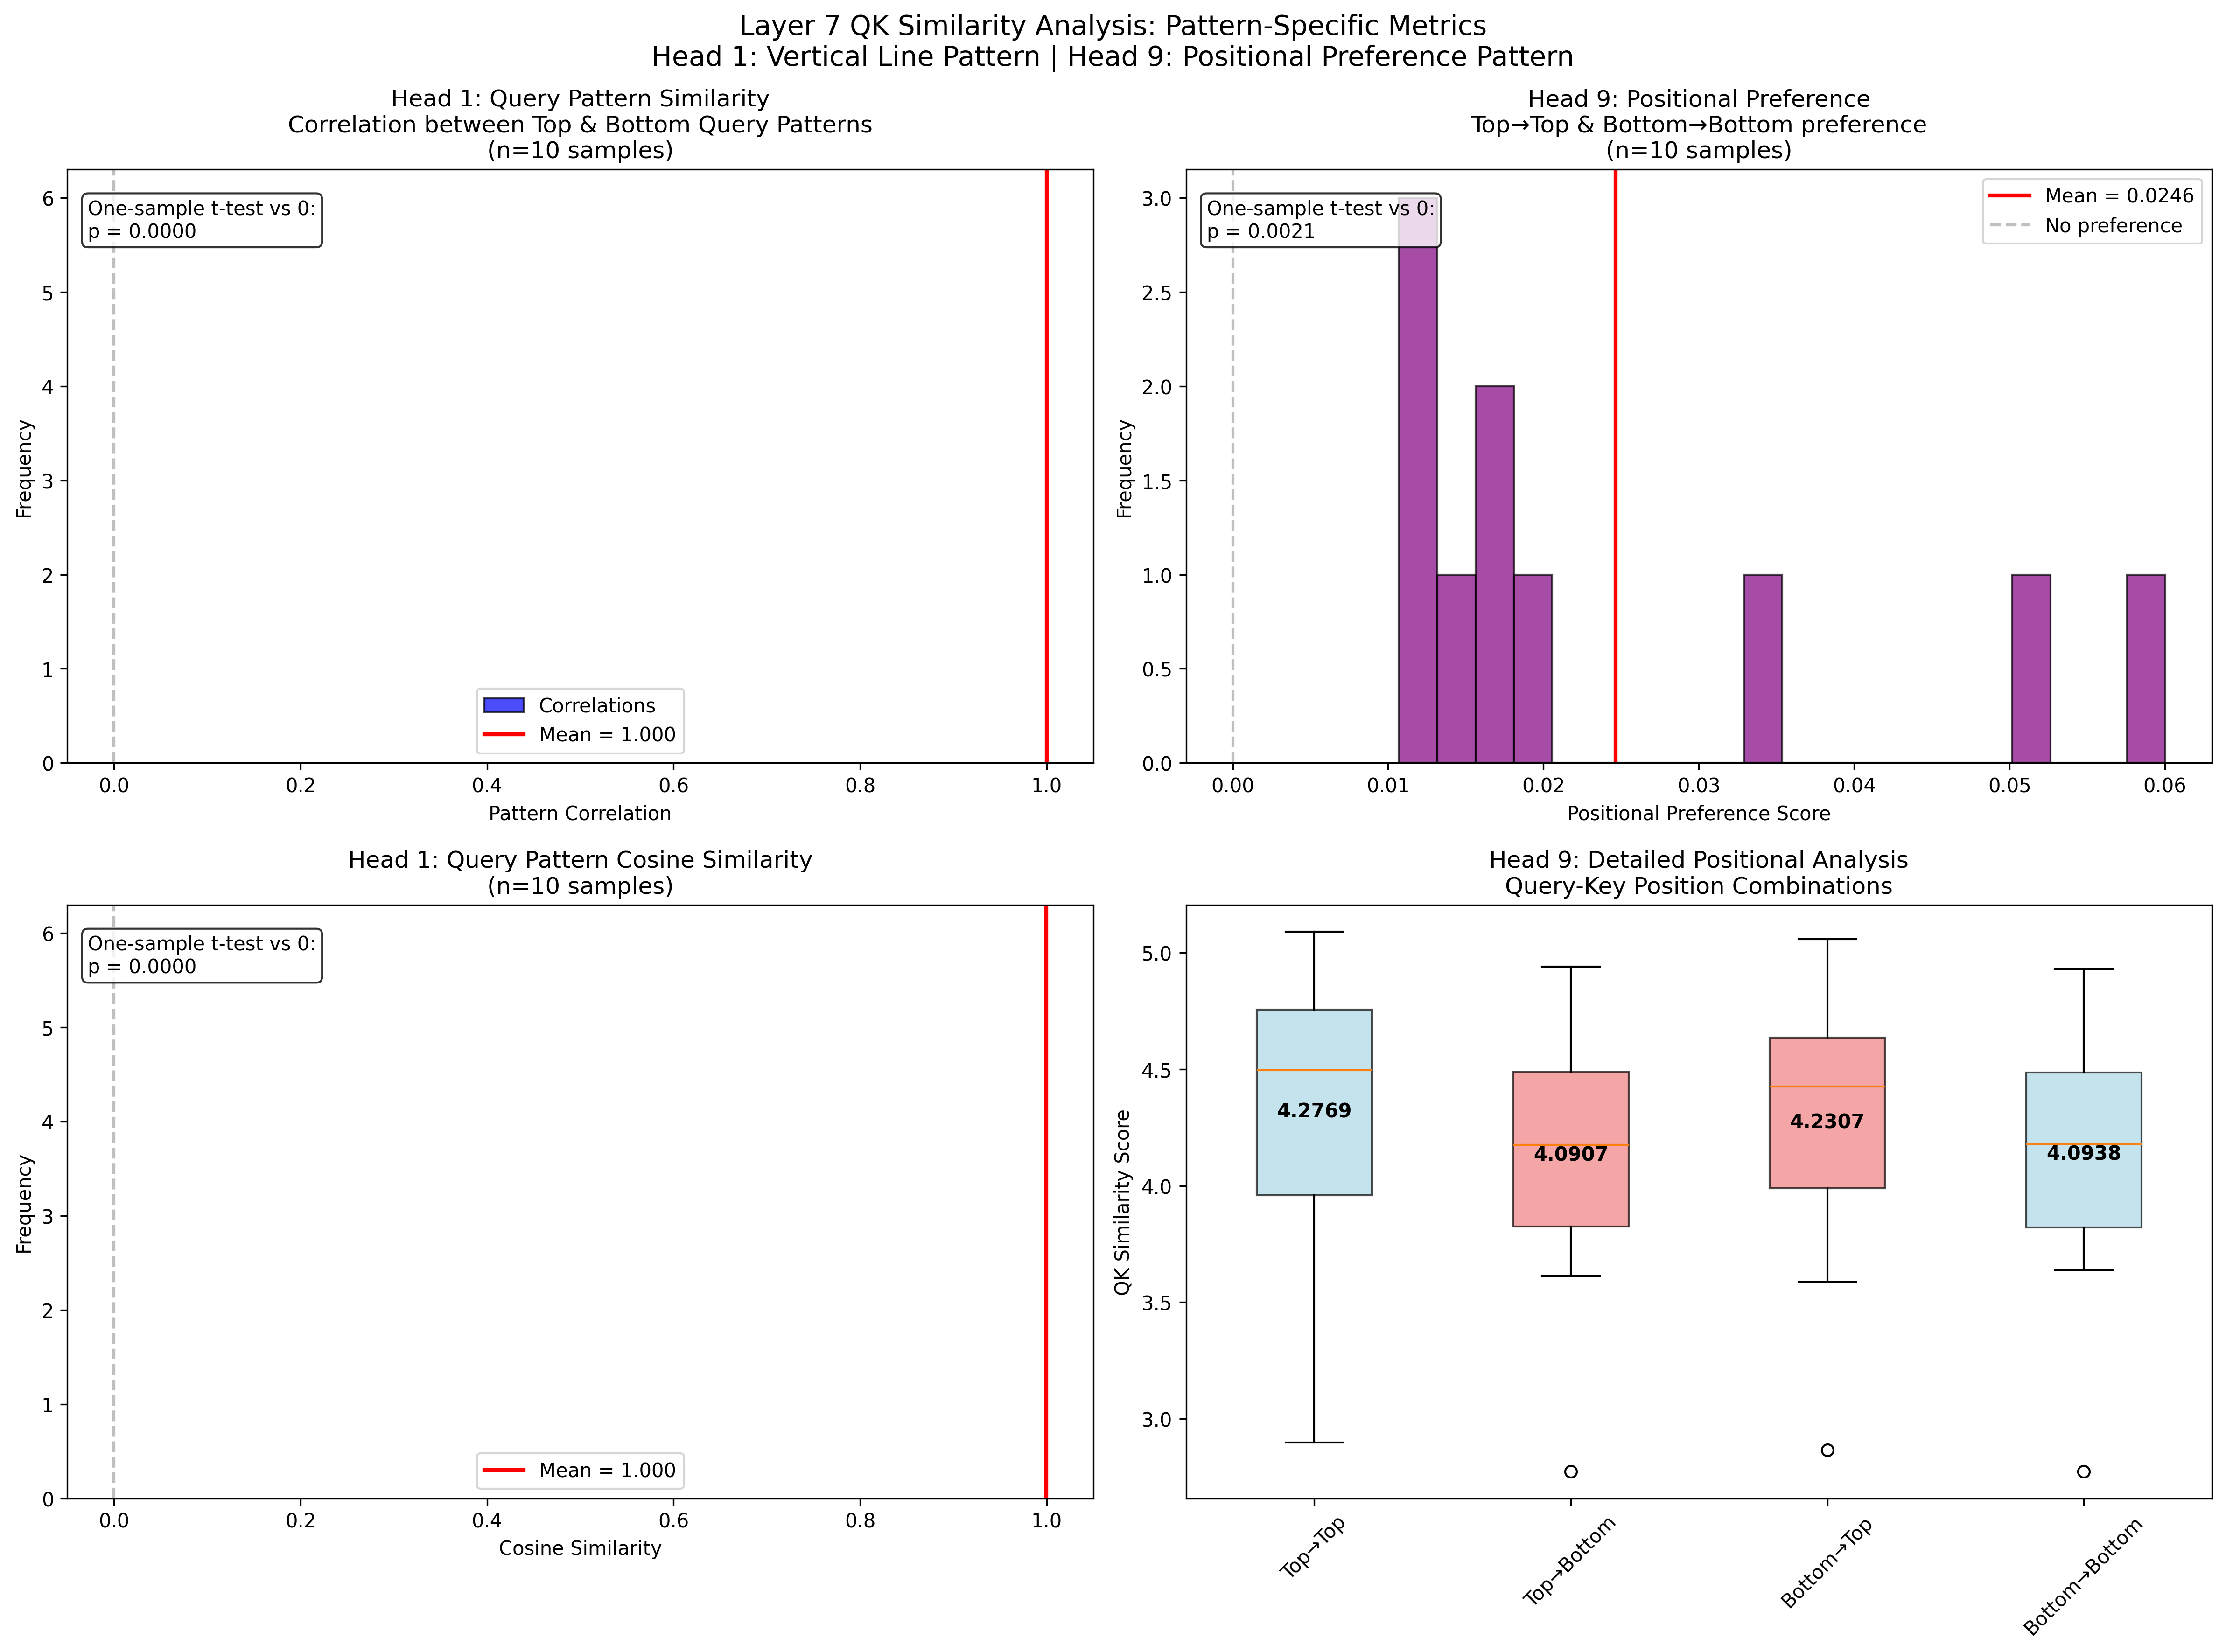 Layer 7 QK Similarity Analysis: Pattern-Specific Metrics
Head 1: Vertical Line Pattern | Head 9: Positional Preference Pattern
Head 1: Query Pattern Similarity
Correlation between Top & Bottom Query Patterns
(n=10 samples)
One-sample t-test vs 0:
p = 0.0000
6
5
4
3
2
1
0
Frequency
Correlations
Mean = 1.000
0.0 0.2 0.4 0.6 0.8 1.0
Pattern Correlation
Head 9: Positional Preference
Top→Top & Bottom→Bottom preference
(n=10 samples)
One-sample t-test vs 0:
p = 0.0021
Mean = 0.0246
No preference
3.0
2.5
2.0
1.5
1.0
0.5
0.0
Frequency
0.00 0.01 0.02 0.03 0.04 0.05 0.06
Positional Preference Score
Head 1: Query Pattern Cosine Similarity
(n=10 samples)
One-sample t-test vs 0:
p = 0.0000
6
5
4
3
2
1
0
Frequency
Mean = 1.000
0.0 0.2 0.4 0.6 0.8 1.0
Cosine Similarity
Head 9: Detailed Positional Analysis
Query-Key Position Combinations
5.0
4.5
4.0
3.5
3.0
QK Similarity Score
4.2769
4.0907
4.2307
4.0938
Top→Top
Top→Bottom
Bottom→Top
Bottom→Bottom